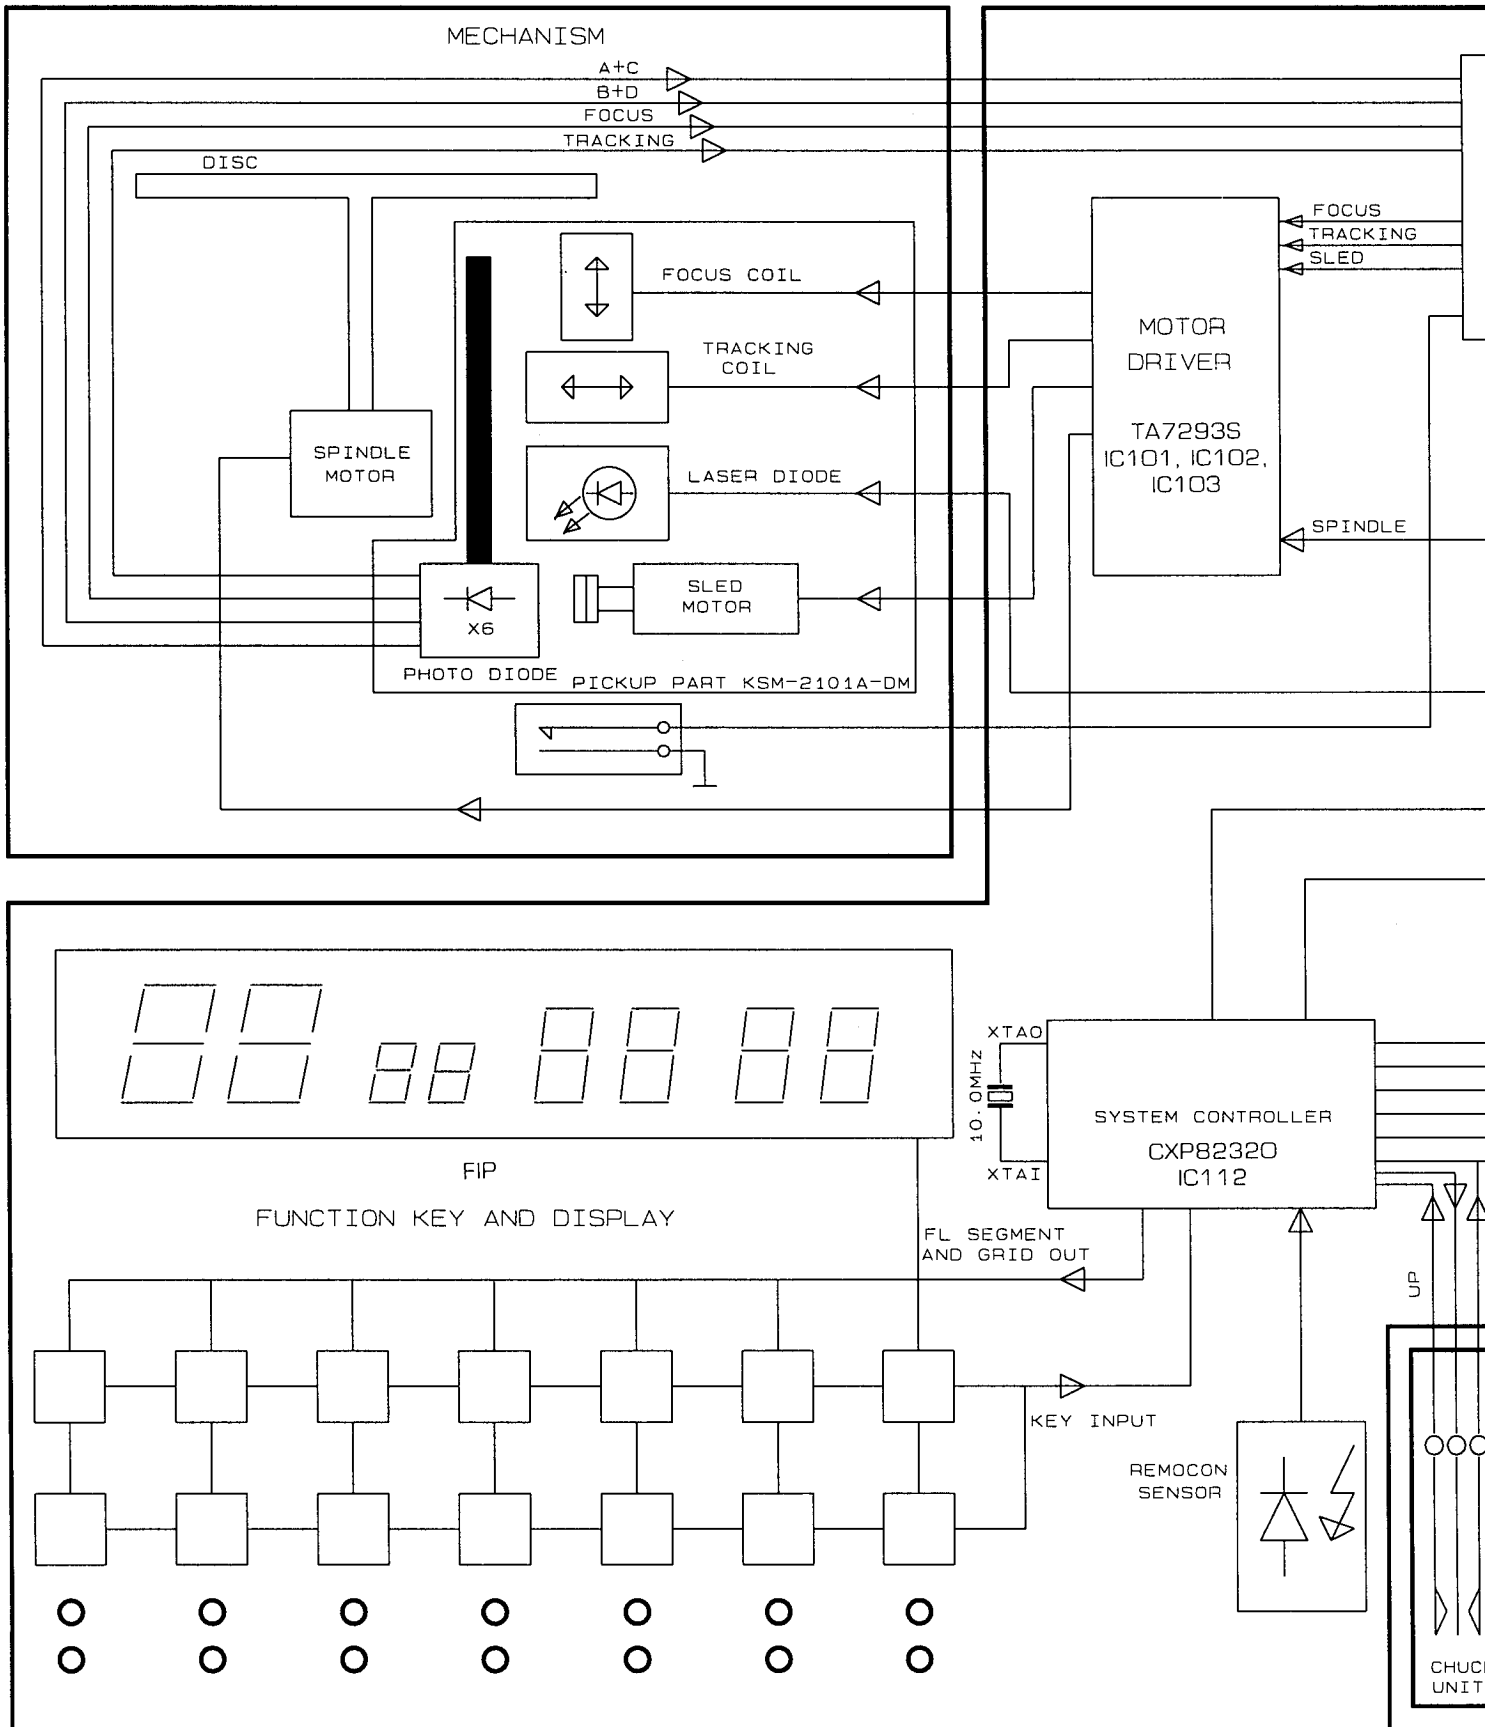 MECHANISM
A+C
B+D
FOCUS
TRACKING
DISC
FOCUS
TRACKING
SLED
FOCUS COIL
TRACKING
COIL
MOTOR
DRIVER
TA7293S
IC101, IC102,
IC103
SPINDLE
MOTOR
LASER DIODE
SPINDLE
SLED
MOTOR
X6
PHOTO DIODE
PICKUP PART KSM-2101A-DM
XTAO
10.0MHz
XTAI
SYSTEM CONTROLLER
CXP82320
IC112
FIP
FUNCTION KEY AND DISPLAY
FL SEGMENT
AND GRID OUT
UP
KEY INPUT
REMOCON
SENSOR
UNIT